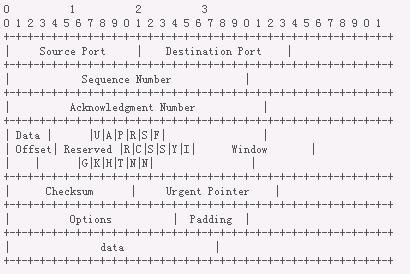 0 1 2 3
0 1 2 3 4 5 6 7 8 9 0 1 2 3 4 5 6 7 8 9 0 1 2 3 4 5 6 7 8 9 0 1
+-+-+-+-+-+-+-+-+-+-+-+-+-+-+-+-+-+-+-+-+-+-+-+-+-+-+-+-+-+-+-+-+
| Source Port | Destination Port |
+-+-+-+-+-+-+-+-+-+-+-+-+-+-+-+-+-+-+-+-+-+-+-+-+-+-+-+-+-+-+-+-+
| Sequence Number |
+-+-+-+-+-+-+-+-+-+-+-+-+-+-+-+-+-+-+-+-+-+-+-+-+-+-+-+-+-+-+-+-+
| Acknowledgment Number |
+-+-+-+-+-+-+-+-+-+-+-+-+-+-+-+-+-+-+-+-+-+-+-+-+-+-+-+-+-+-+-+-+
| Data | |U|A|P|R|S|F| |
| Offset| Reserved |R|C|S|S|Y|I| Window |
| | |G|K|H|T|N|N| |
+-+-+-+-+-+-+-+-+-+-+-+-+-+-+-+-+-+-+-+-+-+-+-+-+-+-+-+-+-+-+-+-+
| Checksum | Urgent Pointer |
+-+-+-+-+-+-+-+-+-+-+-+-+-+-+-+-+-+-+-+-+-+-+-+-+-+-+-+-+-+-+-+-+
| Options | Padding |
+-+-+-+-+-+-+-+-+-+-+-+-+-+-+-+-+-+-+-+-+-+-+-+-+-+-+-+-+-+-+-+-+
| data |
+-+-+-+-+-+-+-+-+-+-+-+-+-+-+-+-+-+-+-+-+-+-+-+-+-+-+-+-+-+-+-+-+